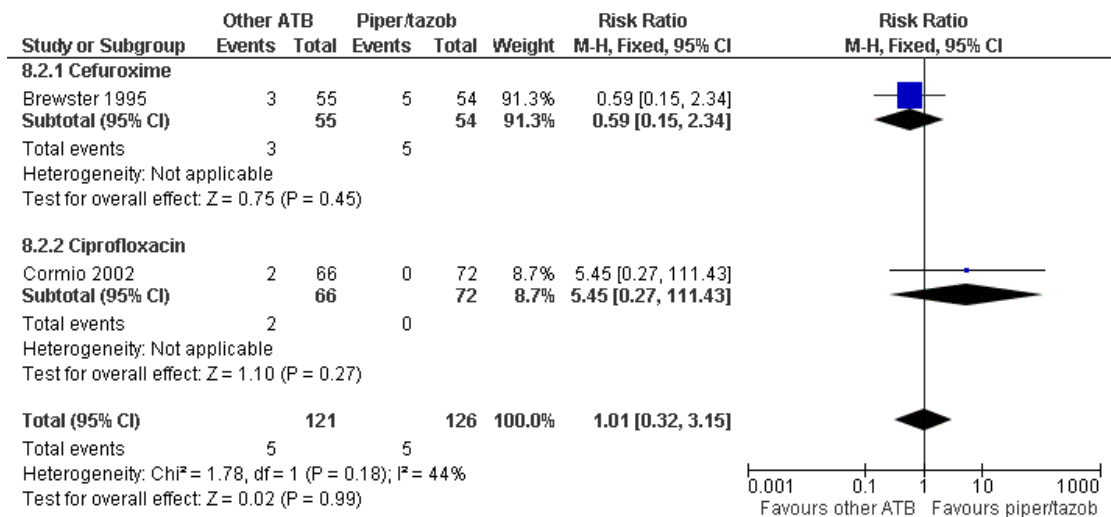 Other ATB Piper/tazob Risk Ratio Risk Ratio
Study or Subgroup Events Total Events Total Weight M-H, Fixed, 95% CI M-H, Fixed, 95% CI
8.2.1 Cefuroxime
Brewster 1995 3 55 5 54 91.3% 0.59 [0.15, 2.34]
Subtotal (95% CI) 55 54 91.3% 0.59 [0.15, 2.34]
Total events 3 5
Heterogeneity: Not applicable
Test for overall effect: Z = 0.75 (P = 0.45)
8.2.2 Ciprofloxacin
Cormio 2002 2 66 0 72 8.7% 5.45 [0.27, 111.43]
Subtotal (95% CI) 66 72 8.7% 5.45 [0.27, 111.43]
Total events 2 0
Heterogeneity: Not applicable
Test for overall effect: Z = 1.10 (P = 0.27)
Total (95% CI) 121 126 100.0% 1.01 [0.32, 3.15]
Total events 5 5
Heterogeneity: Chi² = 1.78, df = 1 (P = 0.18); I² = 44%
Test for overall effect: Z = 0.02 (P = 0.99)
0.001 0.1 1 10 1000
Favours other ATB Favours piper/tazob